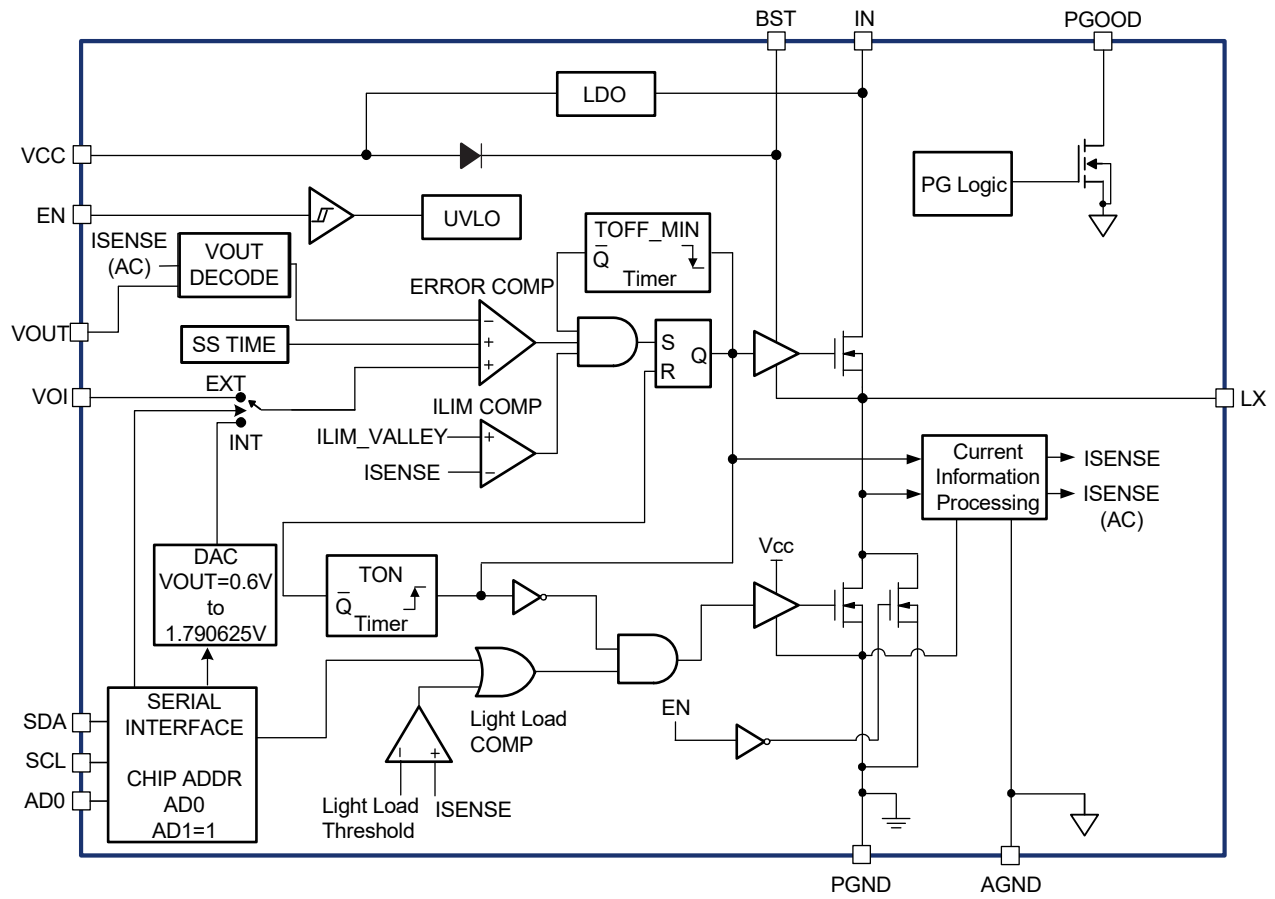 BST
IN
PGOOD
LDO
VCC
PG Logic
EN
UVLO
ISENSE
(AC)
VOUT
DECODE
TOFF_MIN
Q
Timer
ERROR COMP
VOUT
SS TIME
−
+
+
S
R
Q
VOI
EXT
INT
LX
ILIM COMP
ILIM_VALLEY
+
ISENSE
−
Current
Information
Processing
ISENSE
ISENSE
(AC)
DAC
VOUT=0.6V
to
1.790625V
TON
Q
Timer
Vcc
SERIAL
INTERFACE
CHIP ADDR
AD0
AD1=1
SDA
SCL
AD0
Light Load
COMP
−
+
Light Load
Threshold
ISENSE
EN
PGND
AGND